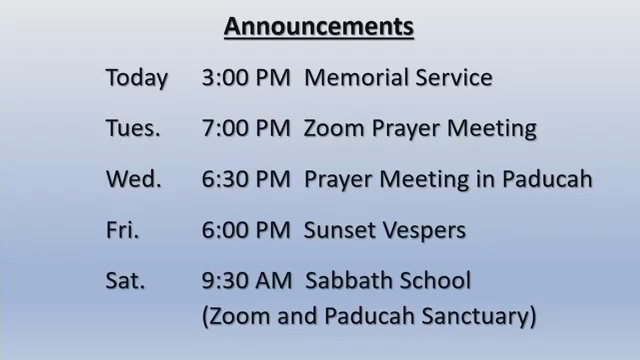 Announcements
Today 3:00 PM Memorial Service
Tues. 7:00 PM Zoom Prayer Meeting
Wed. 6:30 PM Prayer Meeting in Paducah
Fri. 6:00 PM Sunset Vespers
Sat. 9:30 AM Sabbath School
(Zoom and Paducah Sanctuary)